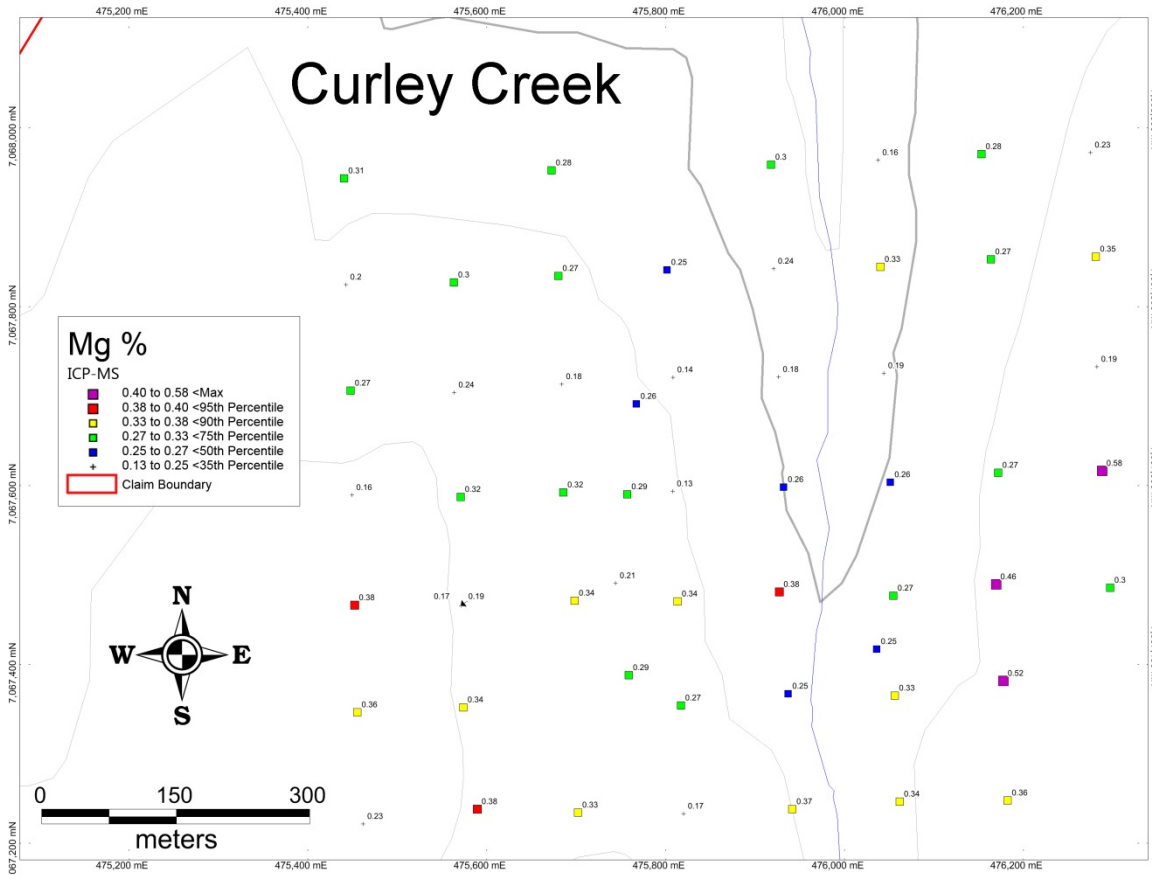 475,200 mE 475,400 mE 475,600 mE 475,800 mE 476,000 mE 476,200 mE
Curley Creek
7,068,000 mN
0.31 0.28 0.3 0.16 0.28 0.23
0.2 0.3 0.27 0.25 0.24 0.33 0.27 0.35
7,067,800 mN
0.27 0.24 0.18 0.26 0.14 0.18 0.19 0.19
Mg %
ICP-MS
0.40 to 0.58 <Max
0.38 to 0.40 <95th Percentile
0.33 to 0.38 <90th Percentile
0.27 to 0.33 <75th Percentile
0.25 to 0.27 <50th Percentile
0.13 to 0.25 <35th Percentile
Claim Boundary
7,067,600 mN
0.16 0.32 0.32 0.29 0.13 0.26 0.26 0.27 0.58
0.38 0.17 0.19 0.34 0.21 0.34 0.38 0.27 0.46 0.3
N
W E
S
7,067,400 mN
0.29 0.27 0.25 0.25 0.33 0.52
0.36 0.34
0 150 300
meters
0.23 0.38 0.33 0.17 0.37 0.34 0.36
067,200 mN
475,200 mE 475,400 mE 475,600 mE 475,800 mE 476,000 mE 476,200 mE